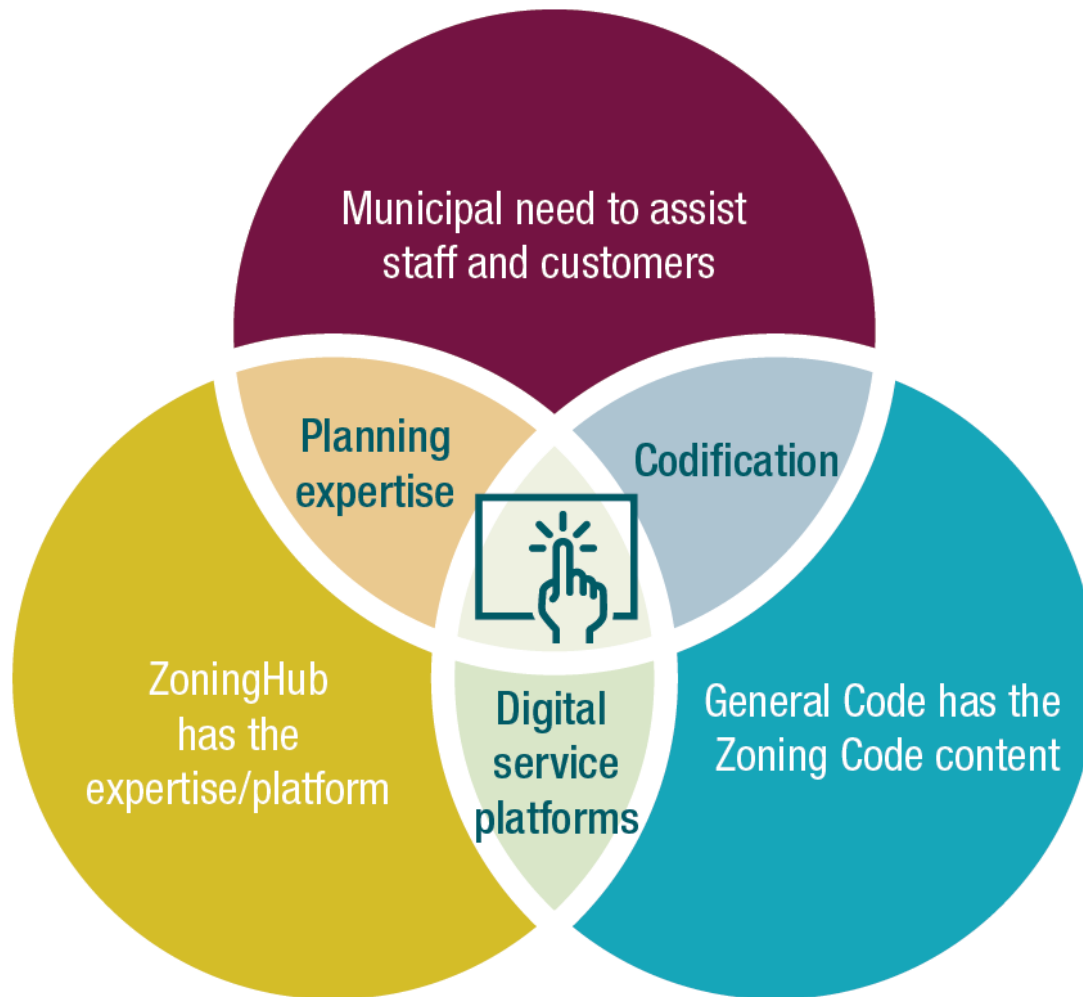 Municipal need to assist
staff and customers
Planning
expertise
Codification
ZoningHub
has the
expertise/platform
Digital
service
platforms
General Code has the
Zoning Code content